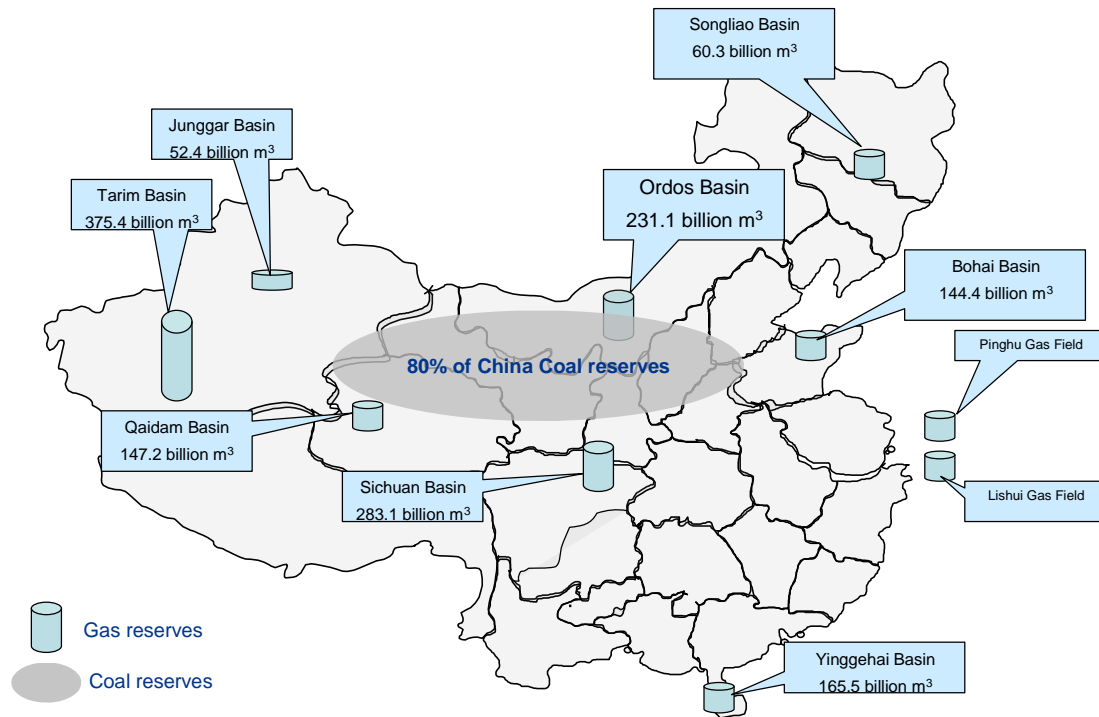 Songliao Basin
60.3 billion m³
Junggar Basin
52.4 billion m³
Tarim Basin
375.4 billion m³
Ordos Basin
231.1 billion m³
Bohai Basin
144.4 billion m³
Pinghu Gas Field
80% of China Coal reserves
Qaidam Basin
147.2 billion m³
Sichuan Basin
283.1 billion m³
Lishui Gas Field
Gas reserves
Coal reserves
Yinggehai Basin
165.5 billion m³